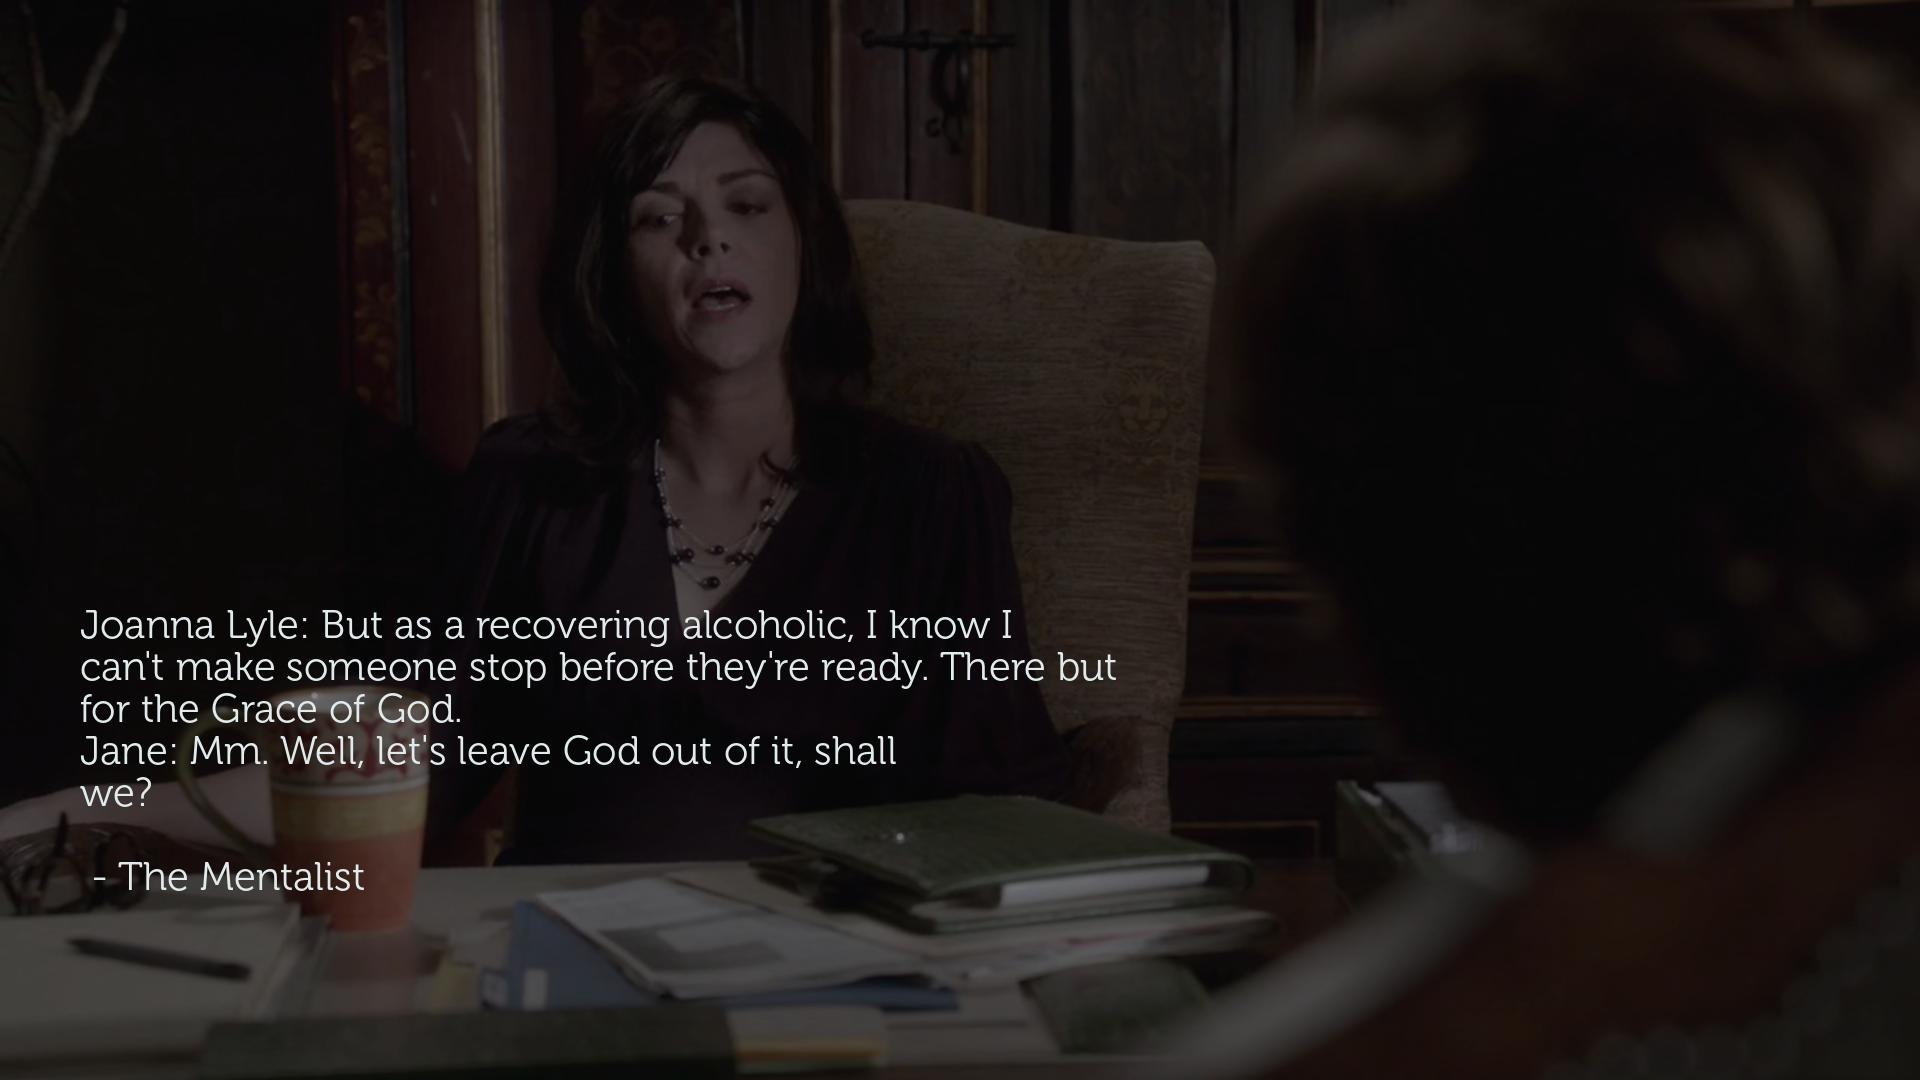 Joanna Lyle: But as a recovering alcoholic, I know I
can't make someone stop before they're ready. There but
for the Grace of God.
Jane: Mm. Well, let's leave God out of it, shall
we?
- The Mentalist